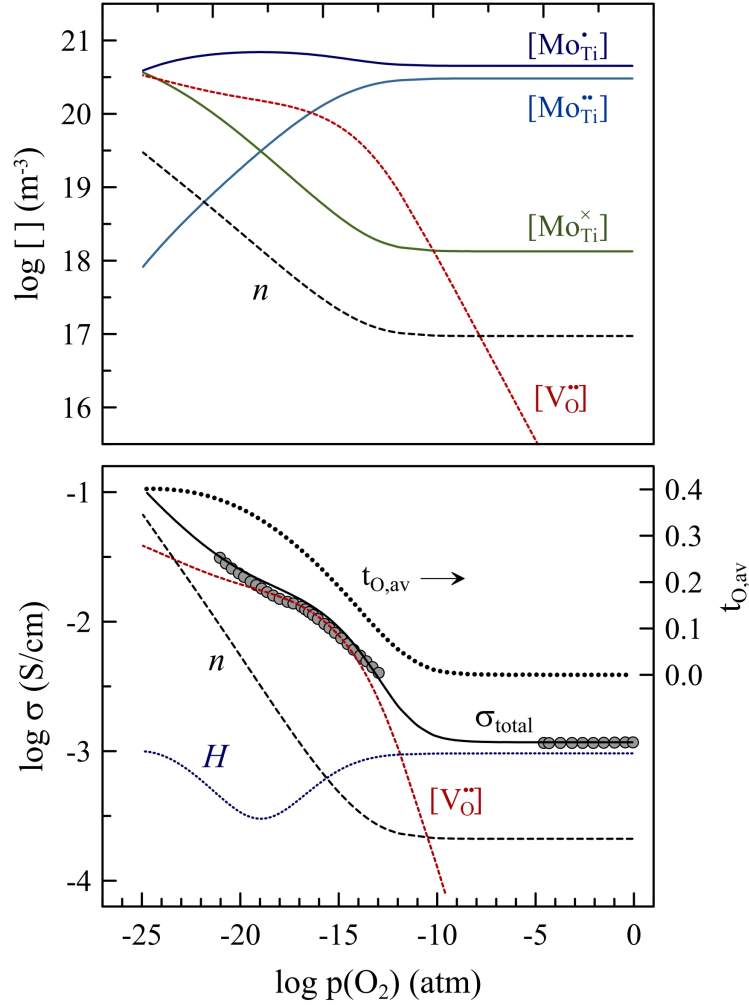 21
20
19
18
17
16
log [ ] (m⁻³)
[Mo•Ti]
[Mo••Ti]
[Mo×Ti]
n
[V••O]
-1
-2
-3
-4
log σ (S/cm)
0.4
0.3
0.2
0.1
0.0
tO,av
tO,av →
n
σtotal
H
[V••O]
-25 -20 -15 -10 -5 0
log p(O₂) (atm)